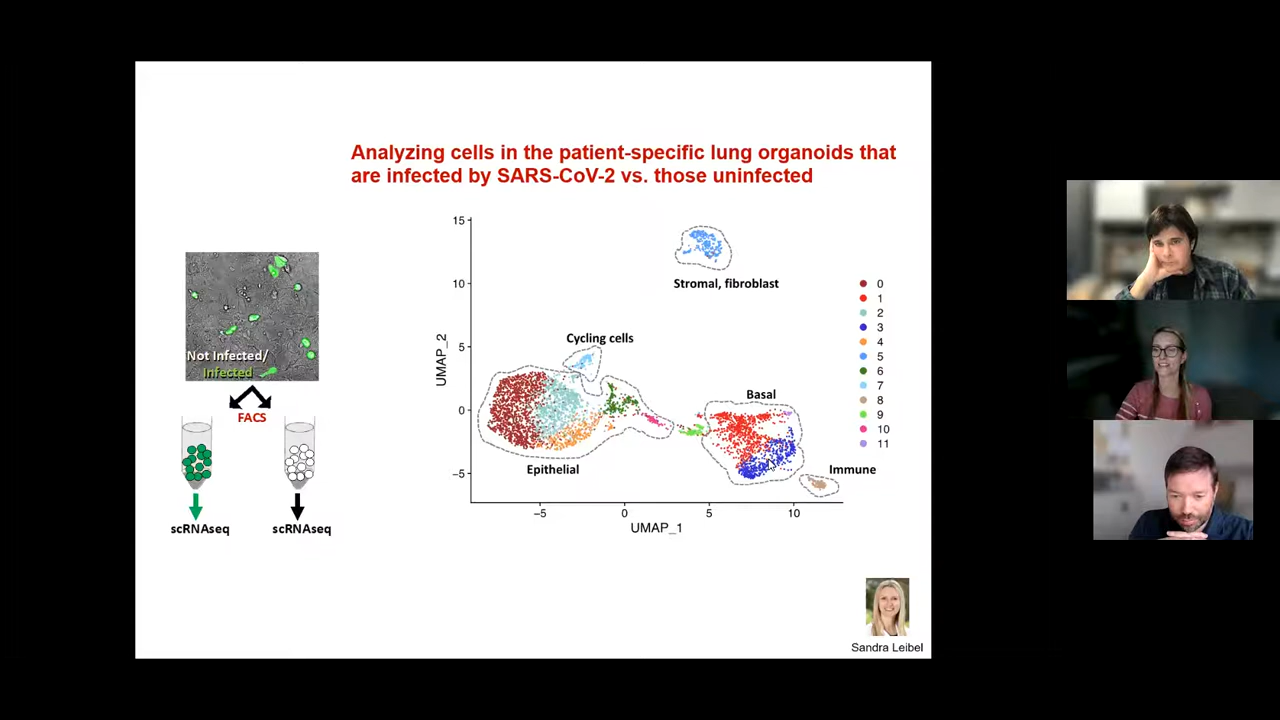 Analyzing cells in the patient-specific lung organoids that
are infected by SARS-CoV-2 vs. those uninfected
Not Infected/
Infected
FACS
scRNAseq
scRNAseq
UMAP_2
15
10
5
0
−5
−5
0
5
10
UMAP_1
Stromal, fibroblast
Cycling cells
Basal
Epithelial
Immune
0
1
2
3
4
5
6
7
8
9
10
11
Sandra Leibel